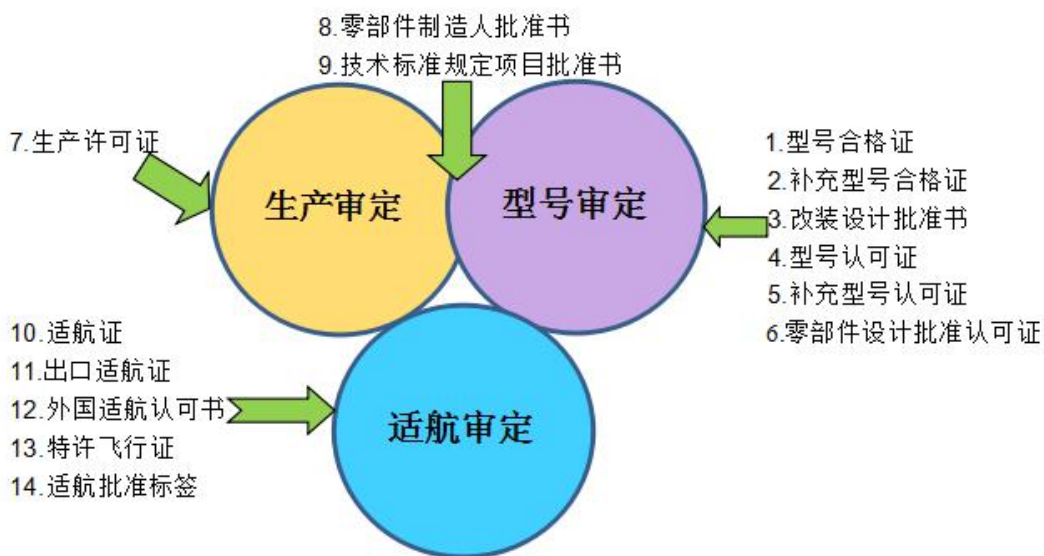 8.零部件制造人批准书
9.技术标准规定项目批准书
7.生产许可证
生产审定
型号审定
1.型号合格证
2.补充型号合格证
3.改装设计批准书
4.型号认可证
5.补充型号认可证
6.零部件设计批准认可证
10.适航证
11.出口适航证
12.外国适航认可书
13.特许飞行证
14.适航批准标签
适航审定